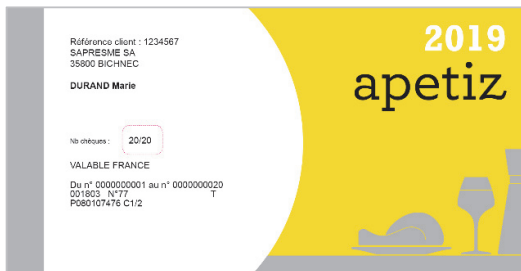 Référence client : 1234567
SAPRESME SA
35800 BICHNEC
DURAND Marie
Nb chèques : 20/20
VALABLE FRANCE
Du n° 0000000001 au n° 0000000020
001803 N°77 T
P080107476 C1/2
2019
apetiz